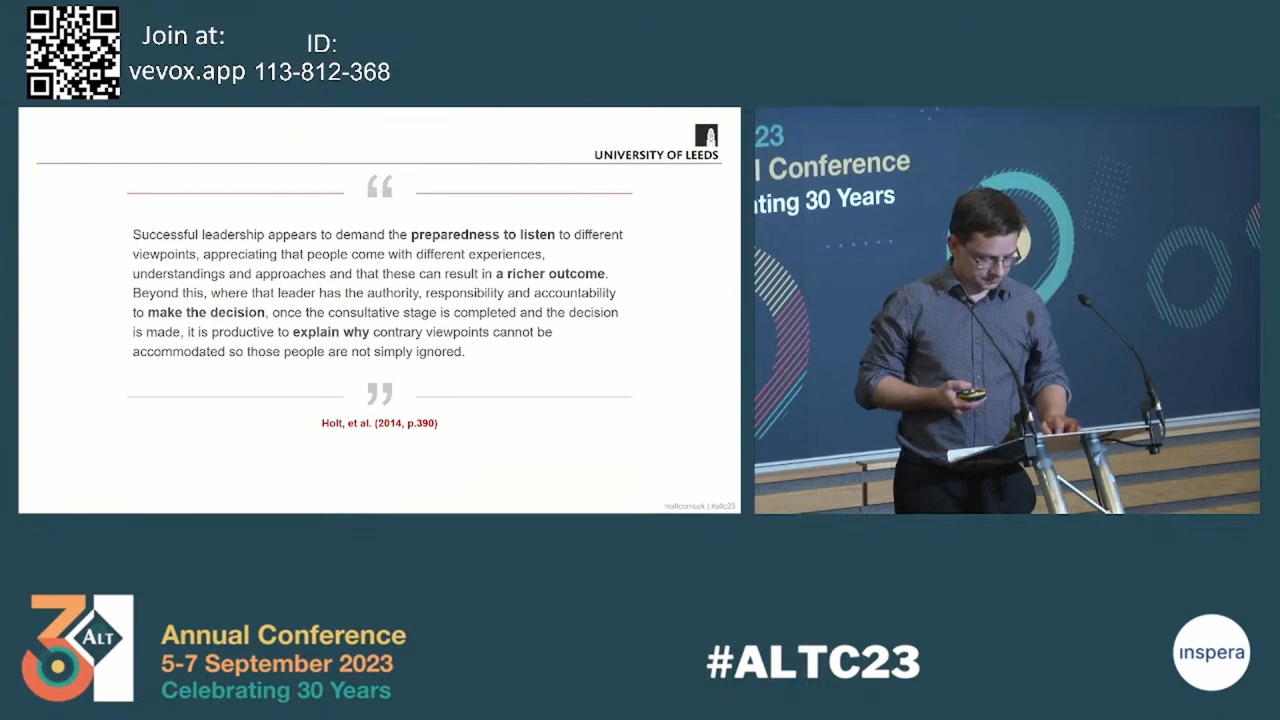 Join at:
ID:
vevox.app 113-812-368
UNIVERSITY OF LEEDS
“
Successful leadership appears to demand the preparedness to listen to different
viewpoints, appreciating that people come with different experiences,
understandings and approaches and that these can result in a richer outcome.
Beyond this, where that leader has the authority, responsibility and accountability
to make the decision, once the consultative stage is completed and the decision
is made, it is productive to explain why contrary viewpoints cannot be
accommodated so those people are not simply ignored.
”
Holt, et al. (2014, p.390)
mattcornock | #altc23
23
l Conference
ting 30 Years
30
ALT
Annual Conference
5-7 September 2023
Celebrating 30 Years
#ALTC23
inspera